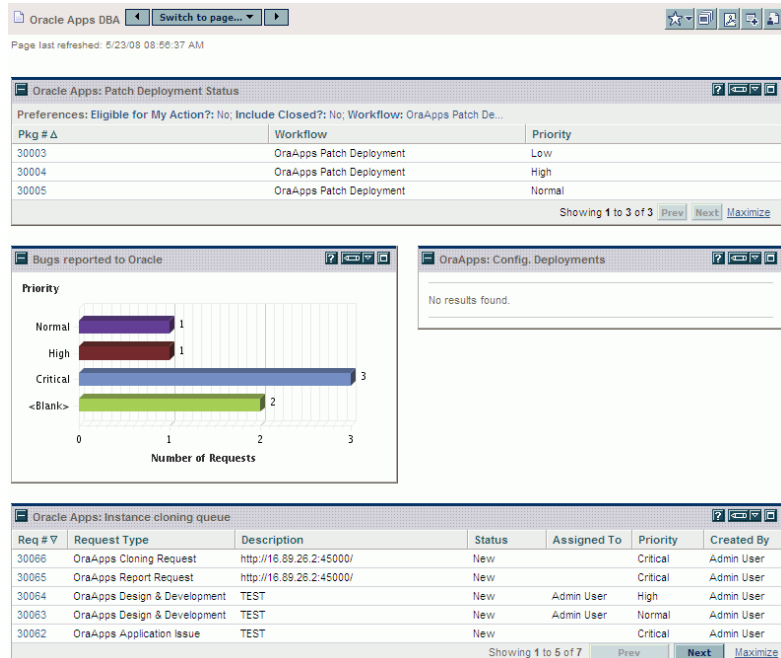 Oracle Apps DBA Switch to page...
Page last refreshed: 5/23/08 08:56:37 AM
Oracle Apps: Patch Deployment Status
Preferences: Eligible for My Action?: No; Include Closed?: No; Workflow: OraApps Patch De...
Pkg # Workflow Priority
30003 OraApps Patch Deployment Low
30004 OraApps Patch Deployment High
30005 OraApps Patch Deployment Normal
Showing 1 to 3 of 3 Prev Next Maximize
Bugs reported to Oracle
Priority
Normal 1
High 1
Critical 3
<Blank> 2
0 1 2 3
Number of Requests
OraApps: Config. Deployments
No results found.
Oracle Apps: Instance cloning queue
Req # Request Type Description Status Assigned To Priority Created By
30066 OraApps Cloning Request http://16.89.26.2:45000/ New Critical Admin User
30065 OraApps Report Request http://16.89.26.2:45000/ New Critical Admin User
30064 OraApps Design & Development TEST New Admin User High Admin User
30063 OraApps Design & Development TEST New Admin User Normal Admin User
30062 OraApps Application Issue TEST New Critical Admin User
Showing 1 to 5 of 7 Prev Next Maximize